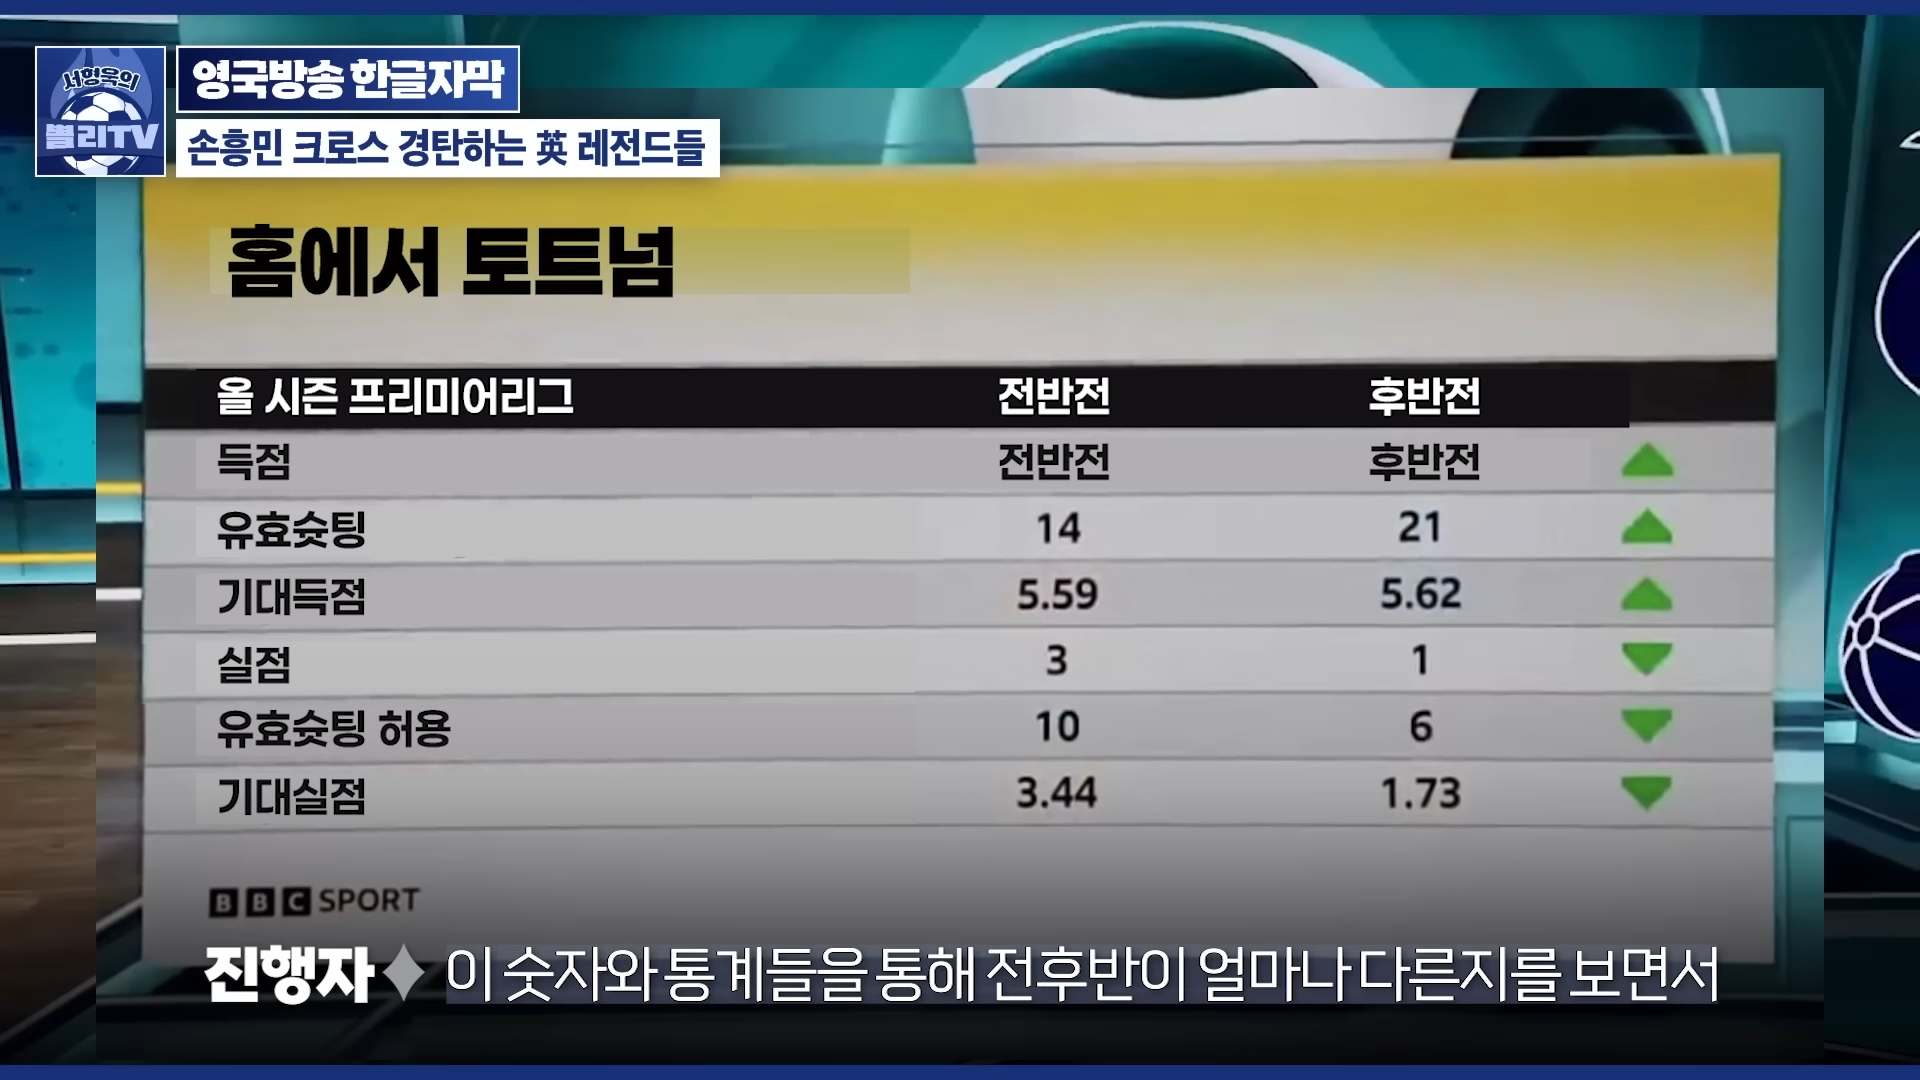 서형욱의
뽈리TV
영국방송 한글자막
손흥민 크로스 경탄하는 英 레전드들
홈에서 토트넘
올 시즌 프리미어리그 전반전 후반전
득점 전반전 후반전
유효슛팅 14 21
기대득점 5.59 5.62
실점 3 1
유효슛팅 허용 10 6
기대실점 3.44 1.73
BBC SPORT
진행자 이 숫자와 통계들을 통해 전후반이 얼마나 다른지를 보면서